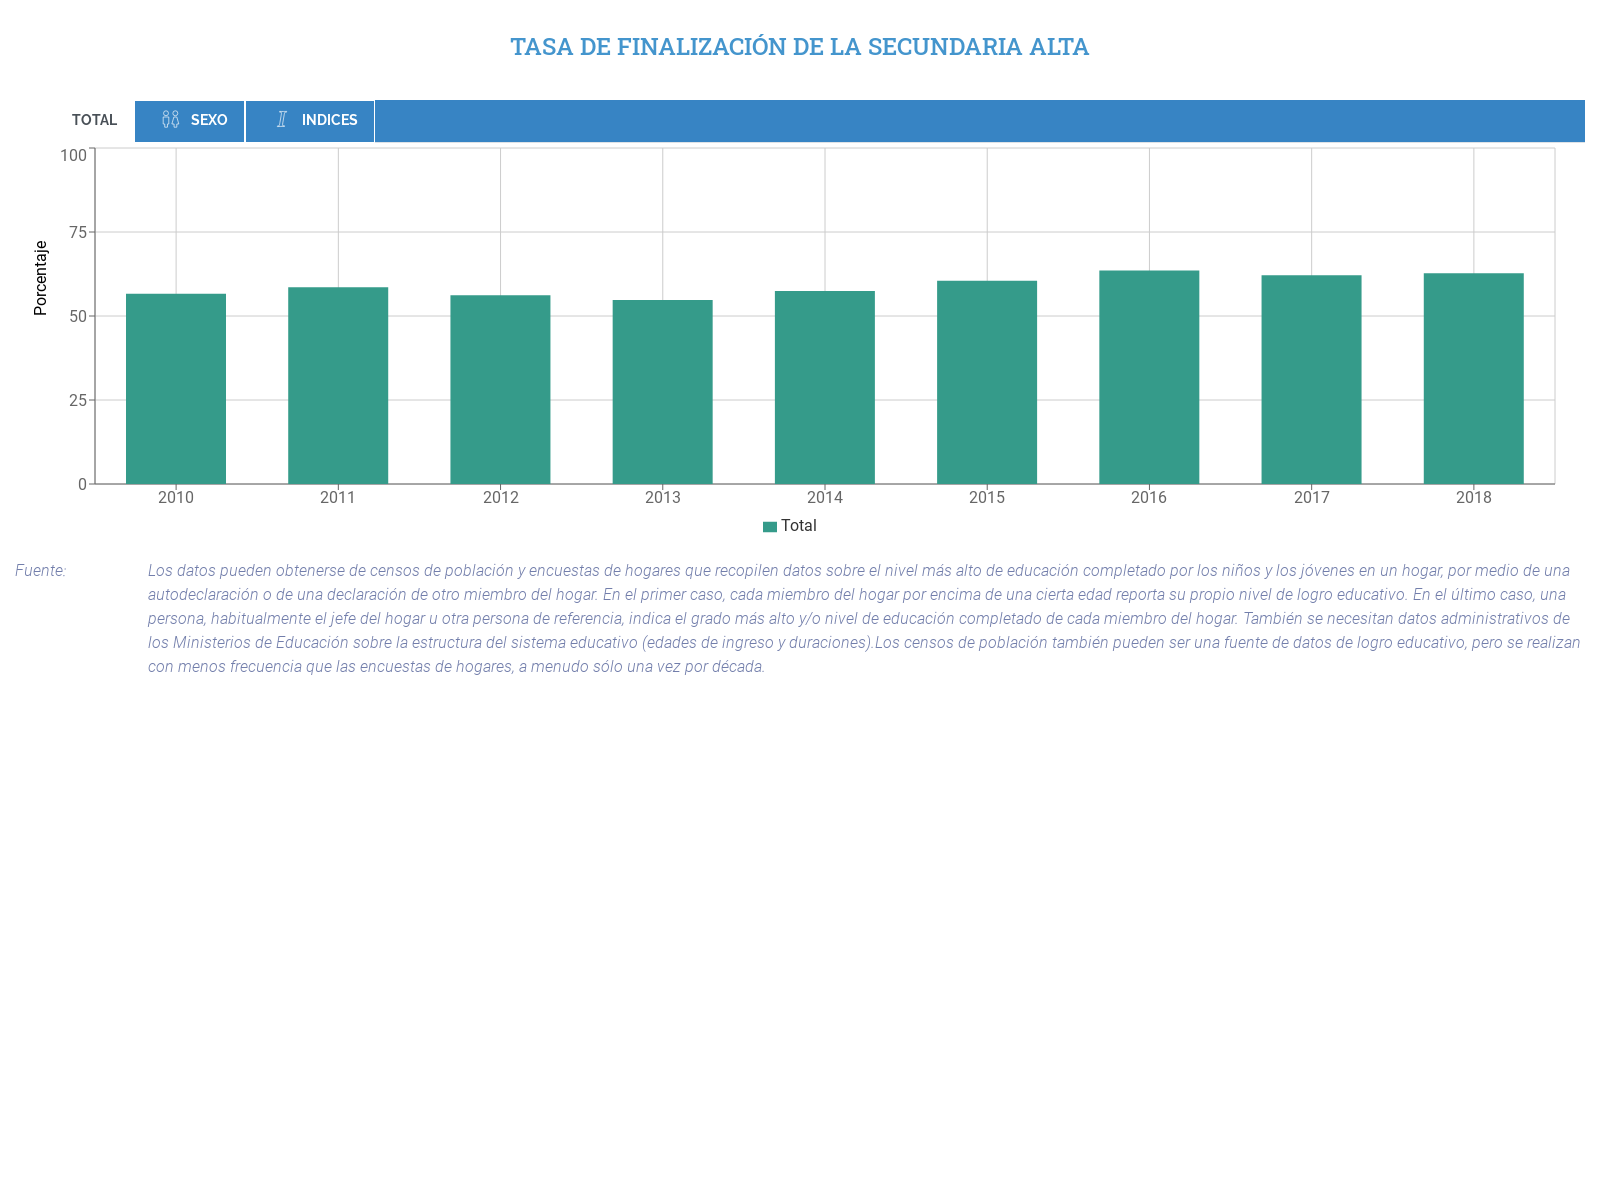 TASA DE FINALIZACIÓN DE LA SECUNDARIA ALTA
TOTAL SEXO INDICES
100
75
50
25
0
Porcentaje
2010 2011 2012 2013 2014 2015 2016 2017 2018
Total
Fuente: Los datos pueden obtenerse de censos de población y encuestas de hogares que recopilen datos sobre el nivel más alto de educación completado por los niños y los jóvenes en un hogar, por medio de una
autodeclaración o de una declaración de otro miembro del hogar. En el primer caso, cada miembro del hogar por encima de una cierta edad reporta su propio nivel de logro educativo. En el último caso, una
persona, habitualmente el jefe del hogar u otra persona de referencia, indica el grado más alto y/o nivel de educación completado de cada miembro del hogar. También se necesitan datos administrativos de
los Ministerios de Educación sobre la estructura del sistema educativo (edades de ingreso y duraciones).Los censos de población también pueden ser una fuente de datos de logro educativo, pero se realizan
con menos frecuencia que las encuestas de hogares, a menudo sólo una vez por década.